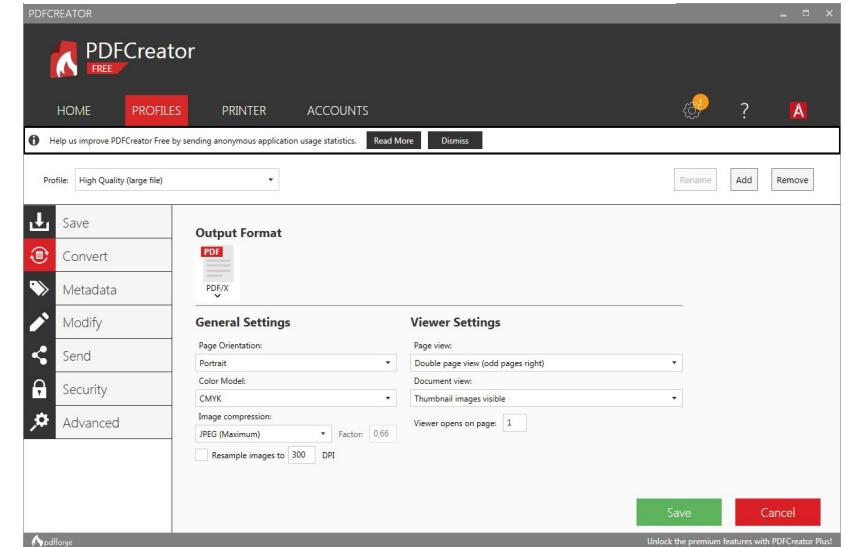 PDFCREATOR
PDFCreator
FREE
HOME PROFILES PRINTER ACCOUNTS
! ?
Help us improve PDFCreator Free by sending anonymous application usage statistics. Read More Dismiss
Profile: High Quality (large file) Rename Add Remove
Save
Convert
Metadata
Modify
Send
Security
Advanced
Output Format
PDF
PDF/X
General Settings
Page Orientation:
Portrait
Color Model:
CMYK
Image compression:
JPEG (Maximum) Factor: 0,66
Resample images to 300 DPI
Viewer Settings
Page view:
Double page view (odd pages right)
Document view:
Thumbnail images visible
Viewer opens on page: 1
Save Cancel
pdfforge Unlock the premium features with PDFCreator Plus!